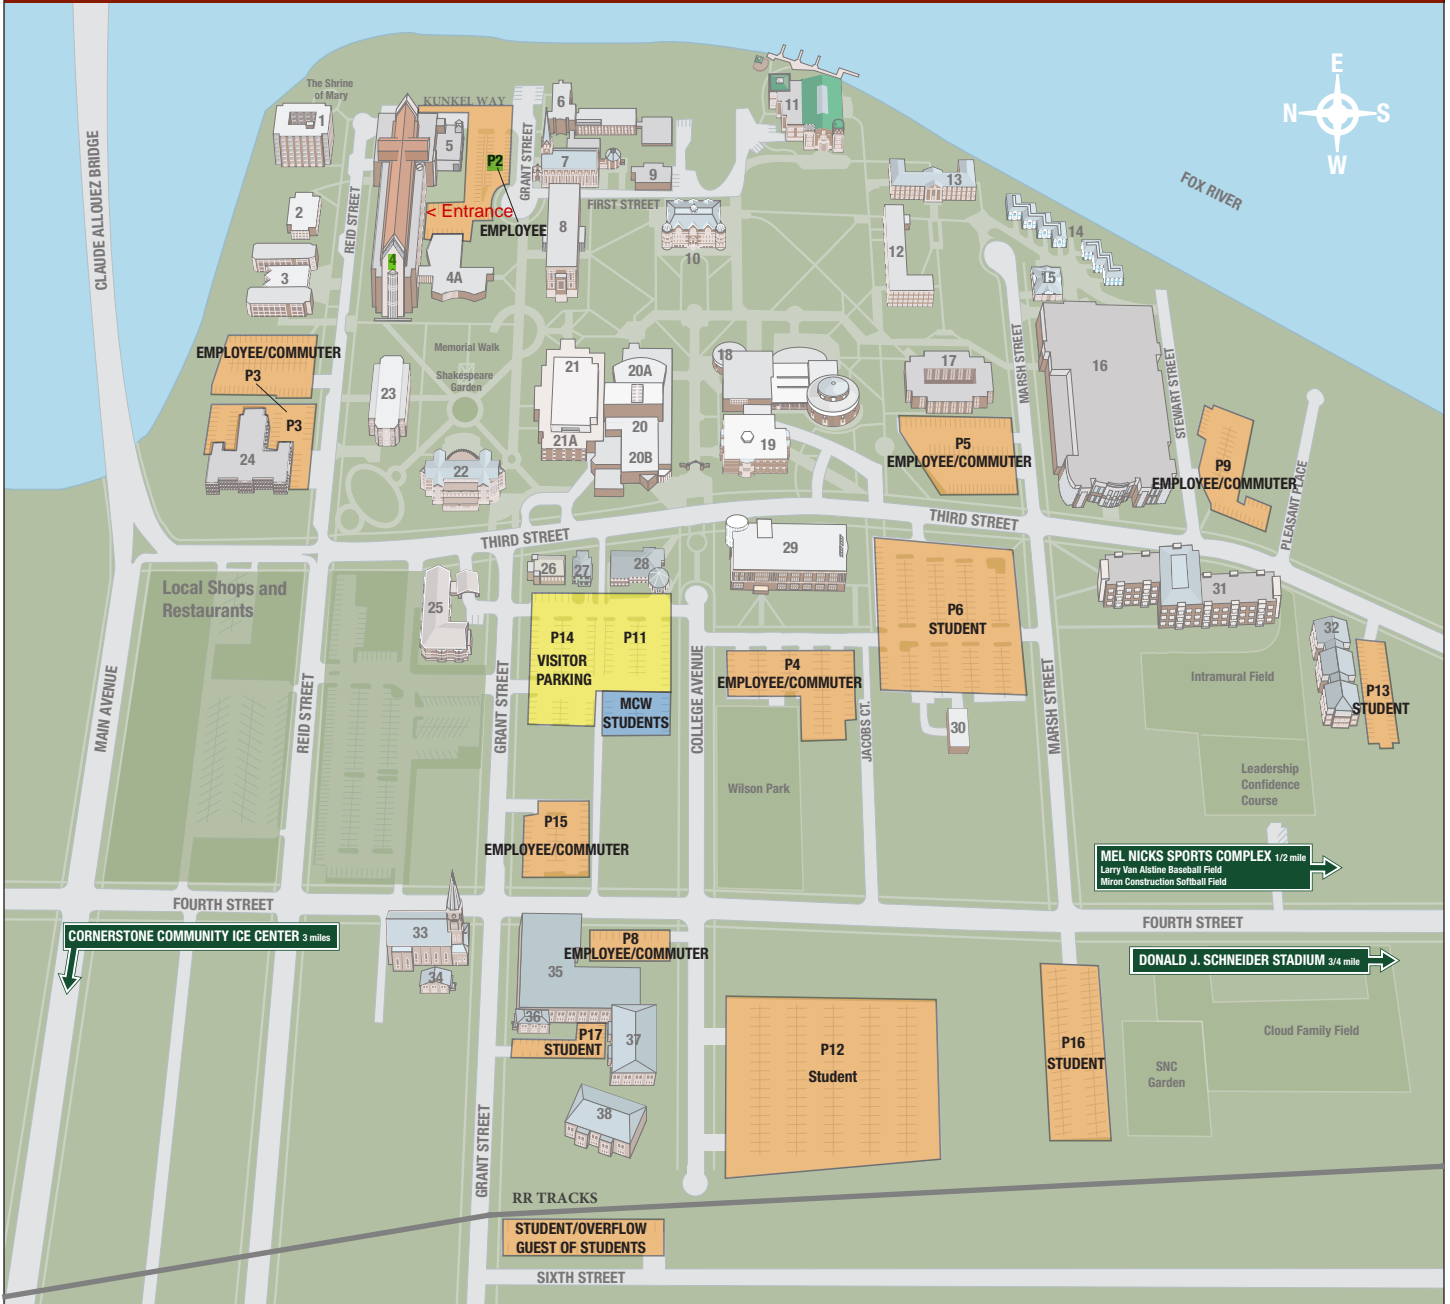 The Shrine
of Mary
KUNKEL WAY
E
N
S
W
1
2
3
4
5
4A
6
7
8
9
10
11
12
13
14
15
P2
EMPLOYEE
< Entrance
GRANT STREET
FIRST STREET
REID STREET
CLAUDE ALLOUEZ BRIDGE
FOX RIVER
EMPLOYEE/COMMUTER
P3
P3
24
Memorial Walk
Shakespeare
Garden
23
22
21
21A
20A
20
20B
18
19
17
16
MARSH STREET
STEWART STREET
P5
EMPLOYEE/COMMUTER
P9
EMPLOYEE/COMMUTER
PLEASANT PLACE
THIRD STREET
THIRD STREET
Local Shops and
Restaurants
25
26
27
28
29
30
31
32
P14
VISITOR
PARKING
P11
MCW
STUDENTS
P4
EMPLOYEE/COMMUTER
P6
STUDENT
Intramural Field
P13
STUDENT
MAIN AVENUE
REID STREET
GRANT STREET
COLLEGE AVENUE
JACOBS CT.
MARSH STREET
Wilson Park
Leadership
Confidence
Course
P15
EMPLOYEE/COMMUTER
MEL NICKS SPORTS COMPLEX 1/2 mile
Larry Van Alstine Baseball Field
Miron Construction Softball Field
FOURTH STREET
FOURTH STREET
CORNERSTONE COMMUNITY ICE CENTER 3 miles
DONALD J. SCHNEIDER STADIUM 3/4 mile
33
34
35
36
37
38
P8
EMPLOYEE/COMMUTER
P17
STUDENT
P12
Student
P16
STUDENT
Cloud Family Field
SNC
Garden
GRANT STREET
RR TRACKS
STUDENT/OVERFLOW
GUEST OF STUDENTS
SIXTH STREET